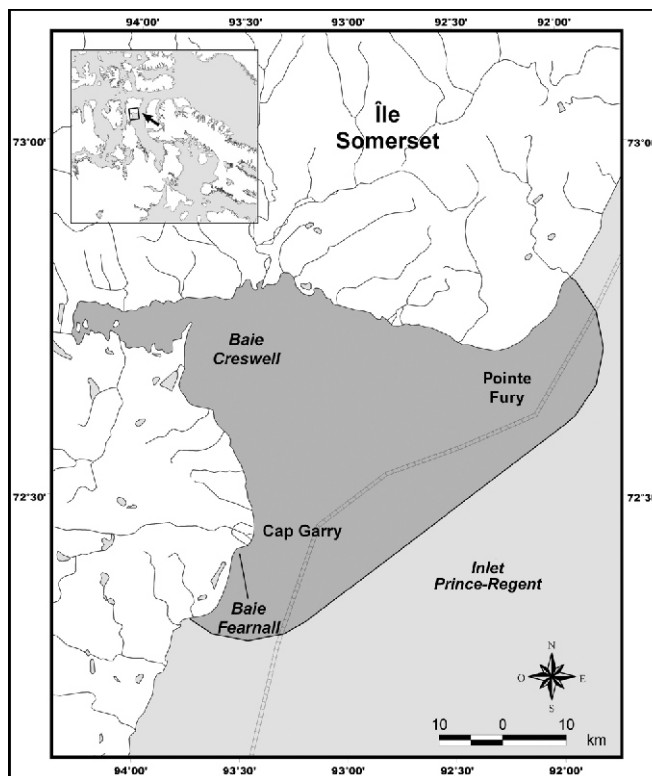 94°00' 93°30' 93°00' 92°30' 92°00'
Île
Somerset
73°00'
73°00'
Baie
Creswell
Pointe
Fury
72°30'
72°30'
Cap Garry
Inlet
Prince-Regent
Baie
Fearnall
N
O E
S
10 0 10
km
94°00' 93°30' 93°00' 92°30' 92°00'